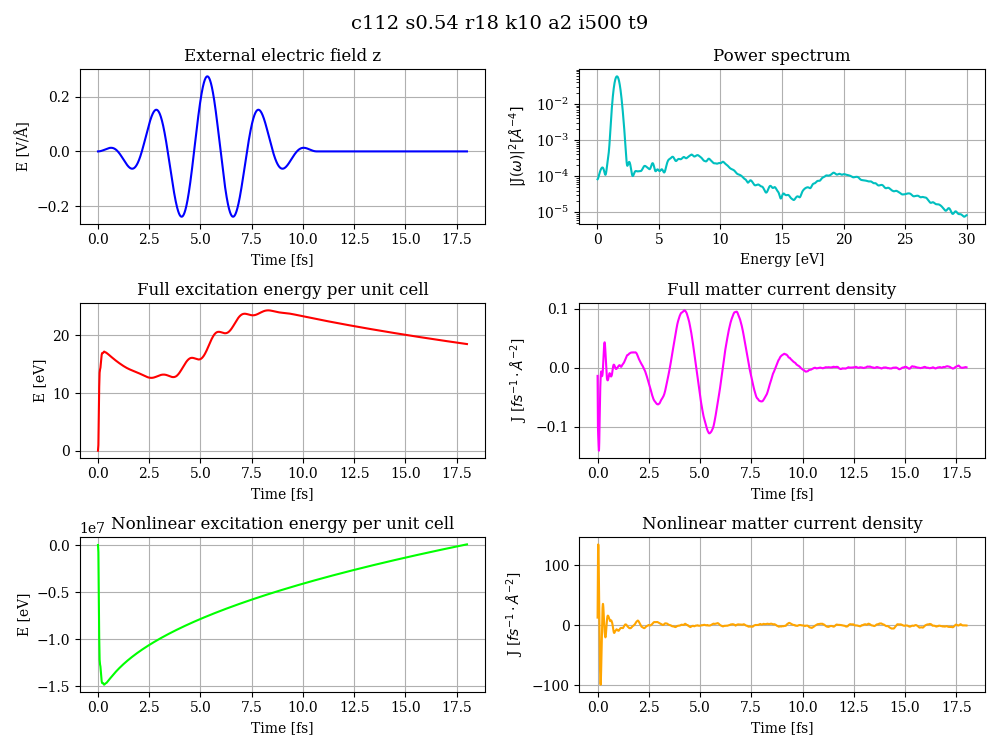 c112 s0.54 r18 k10 a2 i500 t9
External electric field z
Power spectrum
E [V/Å]
0.2
0.0
−0.2
0.0 2.5 5.0 7.5 10.0 12.5 15.0 17.5
Time [fs]
|J(ω)|²[Å⁻⁴]
10⁻²
10⁻³
10⁻⁴
10⁻⁵
0 5 10 15 20 25 30
Energy [eV]
Full excitation energy per unit cell
Full matter current density
E [eV]
20
10
0
0.0 2.5 5.0 7.5 10.0 12.5 15.0 17.5
Time [fs]
J [fs⁻¹ · Å⁻²]
0.1
0.0
−0.1
0.0 2.5 5.0 7.5 10.0 12.5 15.0 17.5
Time [fs]
1e7
Nonlinear excitation energy per unit cell
Nonlinear matter current density
E [eV]
0.0
−0.5
−1.0
−1.5
0.0 2.5 5.0 7.5 10.0 12.5 15.0 17.5
Time [fs]
J [fs⁻¹ · Å⁻²]
100
0
−100
0.0 2.5 5.0 7.5 10.0 12.5 15.0 17.5
Time [fs]